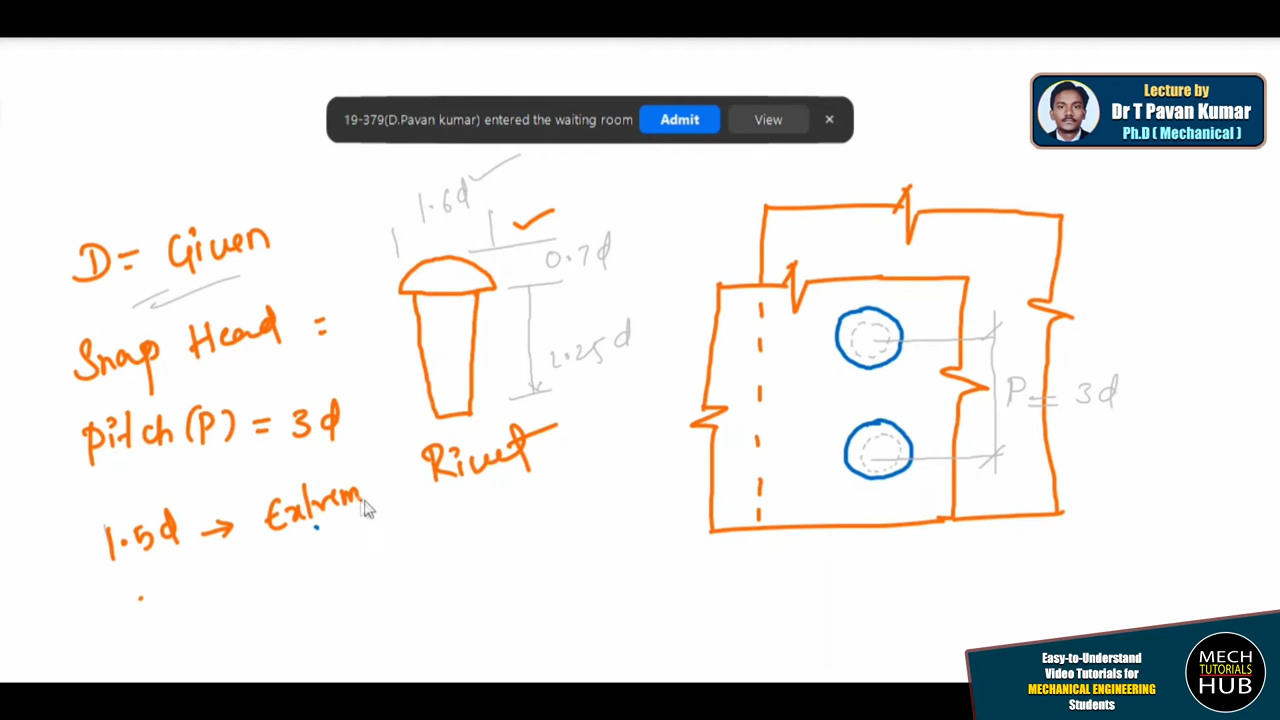 19-379(D.Pavan kumar) entered the waiting room
Admit
View
Lecture by
Dr T Pavan Kumar
Ph.D ( Mechanical )
1.6d
0.7d
2.25d
D = Given
Snap Head =
pitch (P) = 3d
1.5d → Extrem
Rivet
P = 3d
Easy-to-Understand
Video Tutorials for
MECHANICAL ENGINEERING
Students
MECH
TUTORIALS
HUB